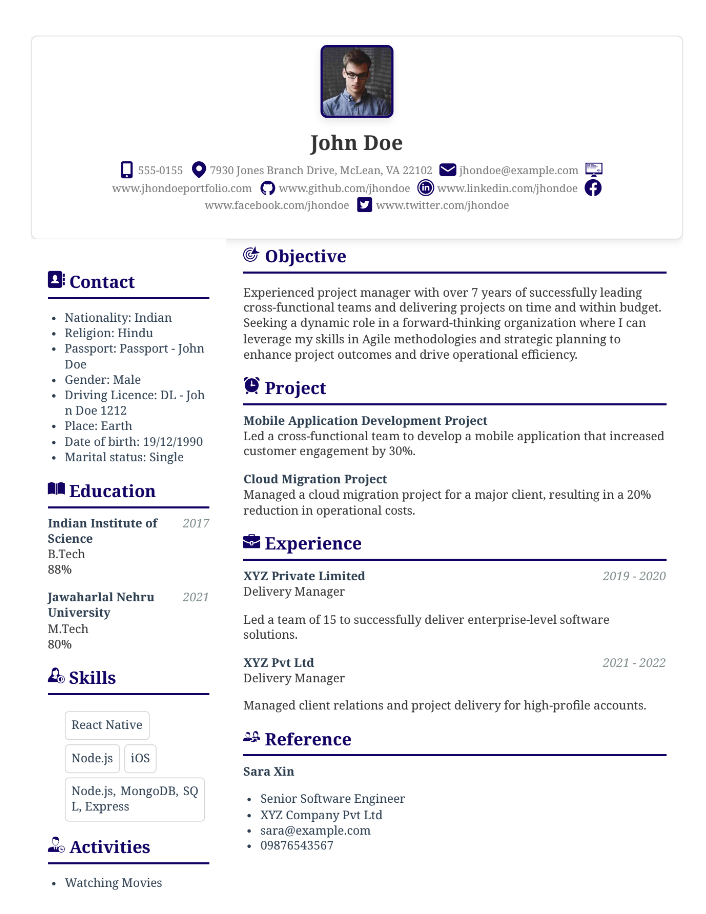 John Doe
555-0155 7930 Jones Branch Drive, McLean, VA 22102 jhondoe@example.com
www.jhondoeportfolio.com www.github.com/jhondoe www.linkedin.com/jhondoe
www.facebook.com/jhondoe www.twitter.com/jhondoe
Contact
• Nationality: Indian
• Religion: Hindu
• Passport: Passport - John
Doe
• Gender: Male
• Driving Licence: DL - Joh
n Doe 1212
• Place: Earth
• Date of birth: 19/12/1990
• Marital status: Single
Education
Indian Institute of 2017
Science
B.Tech
88%
Jawaharlal Nehru 2021
University
M.Tech
80%
Skills
React Native
Node.js iOS
Node.js, MongoDB, SQ
L, Express
Activities
• Watching Movies
Objective
Experienced project manager with over 7 years of successfully leading
cross-functional teams and delivering projects on time and within budget.
Seeking a dynamic role in a forward-thinking organization where I can
leverage my skills in Agile methodologies and strategic planning to
enhance project outcomes and drive operational efficiency.
Project
Mobile Application Development Project
Led a cross-functional team to develop a mobile application that increased
customer engagement by 30%.
Cloud Migration Project
Managed a cloud migration project for a major client, resulting in a 20%
reduction in operational costs.
Experience
XYZ Private Limited 2019 - 2020
Delivery Manager
Led a team of 15 to successfully deliver enterprise-level software
solutions.
XYZ Pvt Ltd 2021 - 2022
Delivery Manager
Managed client relations and project delivery for high-profile accounts.
Reference
Sara Xin
• Senior Software Engineer
• XYZ Company Pvt Ltd
• sara@example.com
• 09876543567